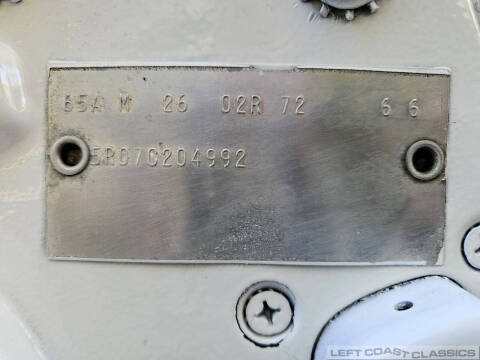 65A M 26 02R 72 6 6
5R07C204992
LEFT COAST CLASSICS